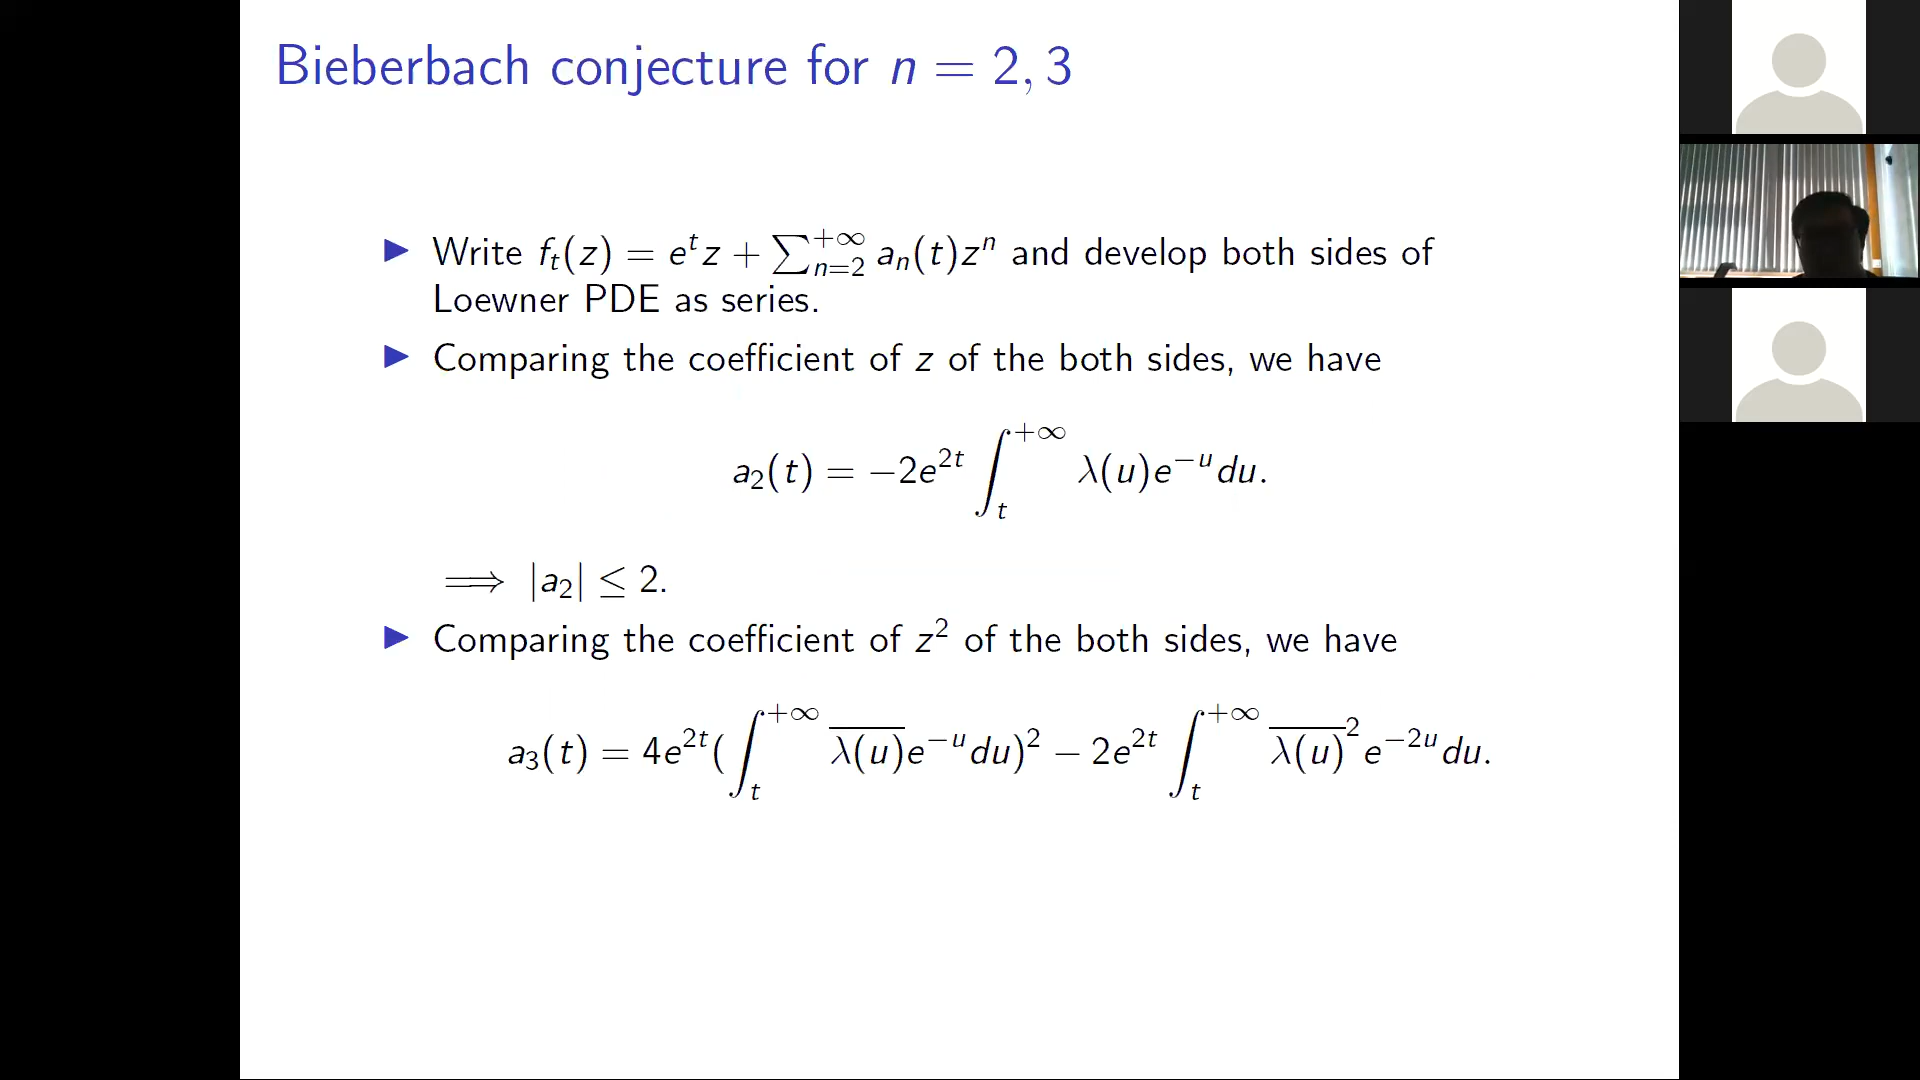 Bieberbach conjecture for n = 2, 3
▶ Write f_t(z) = e^t z + ∑_{n=2}^{+∞} a_n(t)z^n and develop both sides of
Loewner PDE as series.
▶ Comparing the coefficient of z of the both sides, we have
a_2(t) = −2e^{2t} ∫_t^{+∞} λ(u)e^{−u}du.
⟹ |a_2| ≤ 2.
▶ Comparing the coefficient of z^2 of the both sides, we have
a_3(t) = 4e^{2t}(∫_t^{+∞} \overline{λ(u)}e^{−u}du)^2 − 2e^{2t} ∫_t^{+∞} \overline{λ(u)}^2 e^{−2u}du.